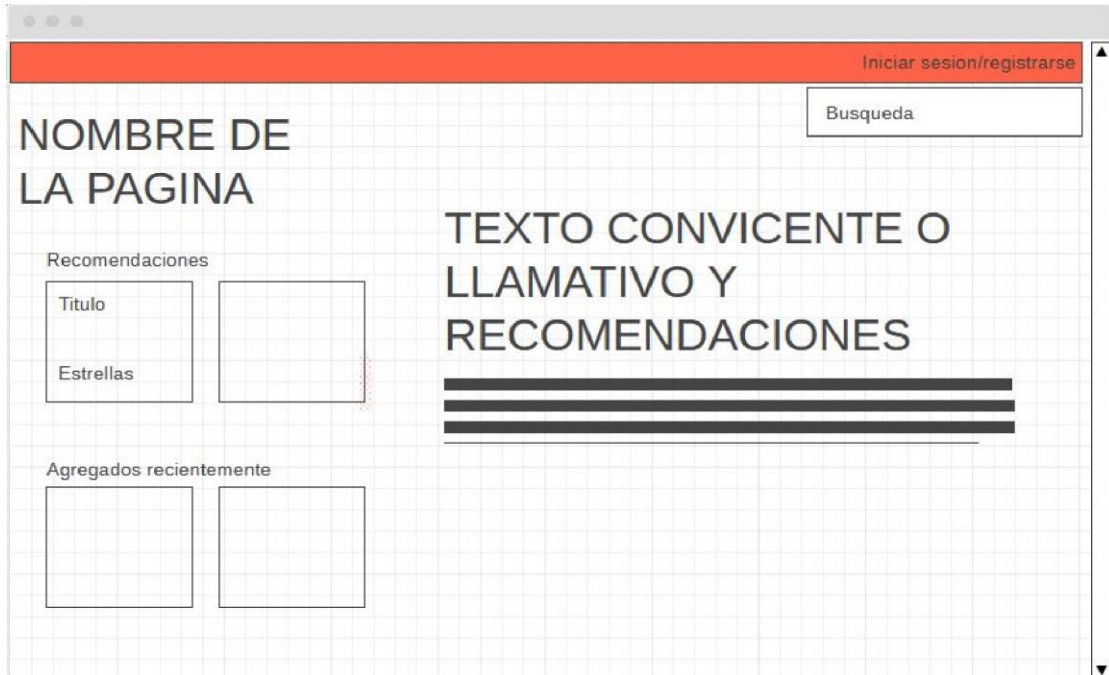 Iniciar sesion/registrarse
Busqueda
NOMBRE DE
LA PAGINA
TEXTO CONVICENTE O
LLAMATIVO Y
RECOMENDACIONES
Recomendaciones
Titulo
Estrellas
Agregados recientemente